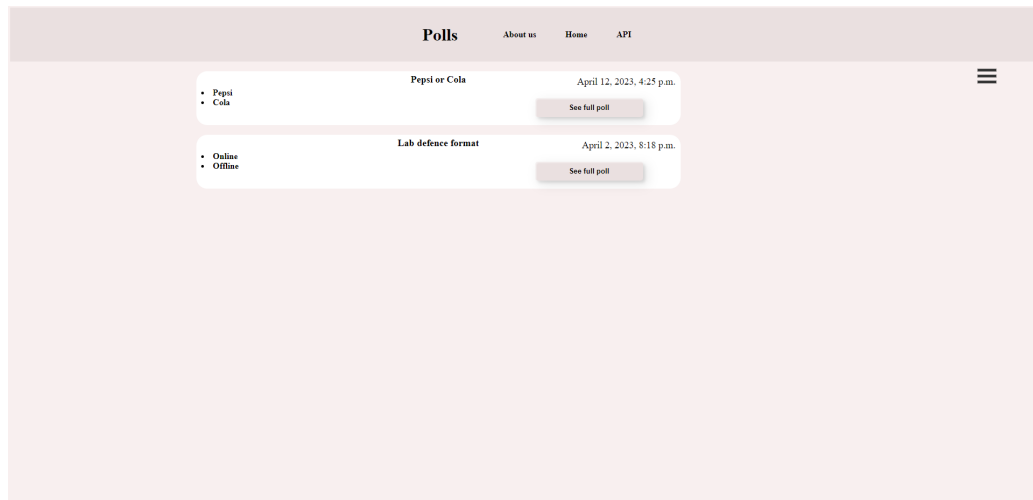 Polls About us Home API
Pepsi or Cola April 12, 2023, 4:25 p.m.
Pepsi
Cola
See full poll
Lab defence format April 2, 2023, 8:18 p.m.
Online
Offline
See full poll